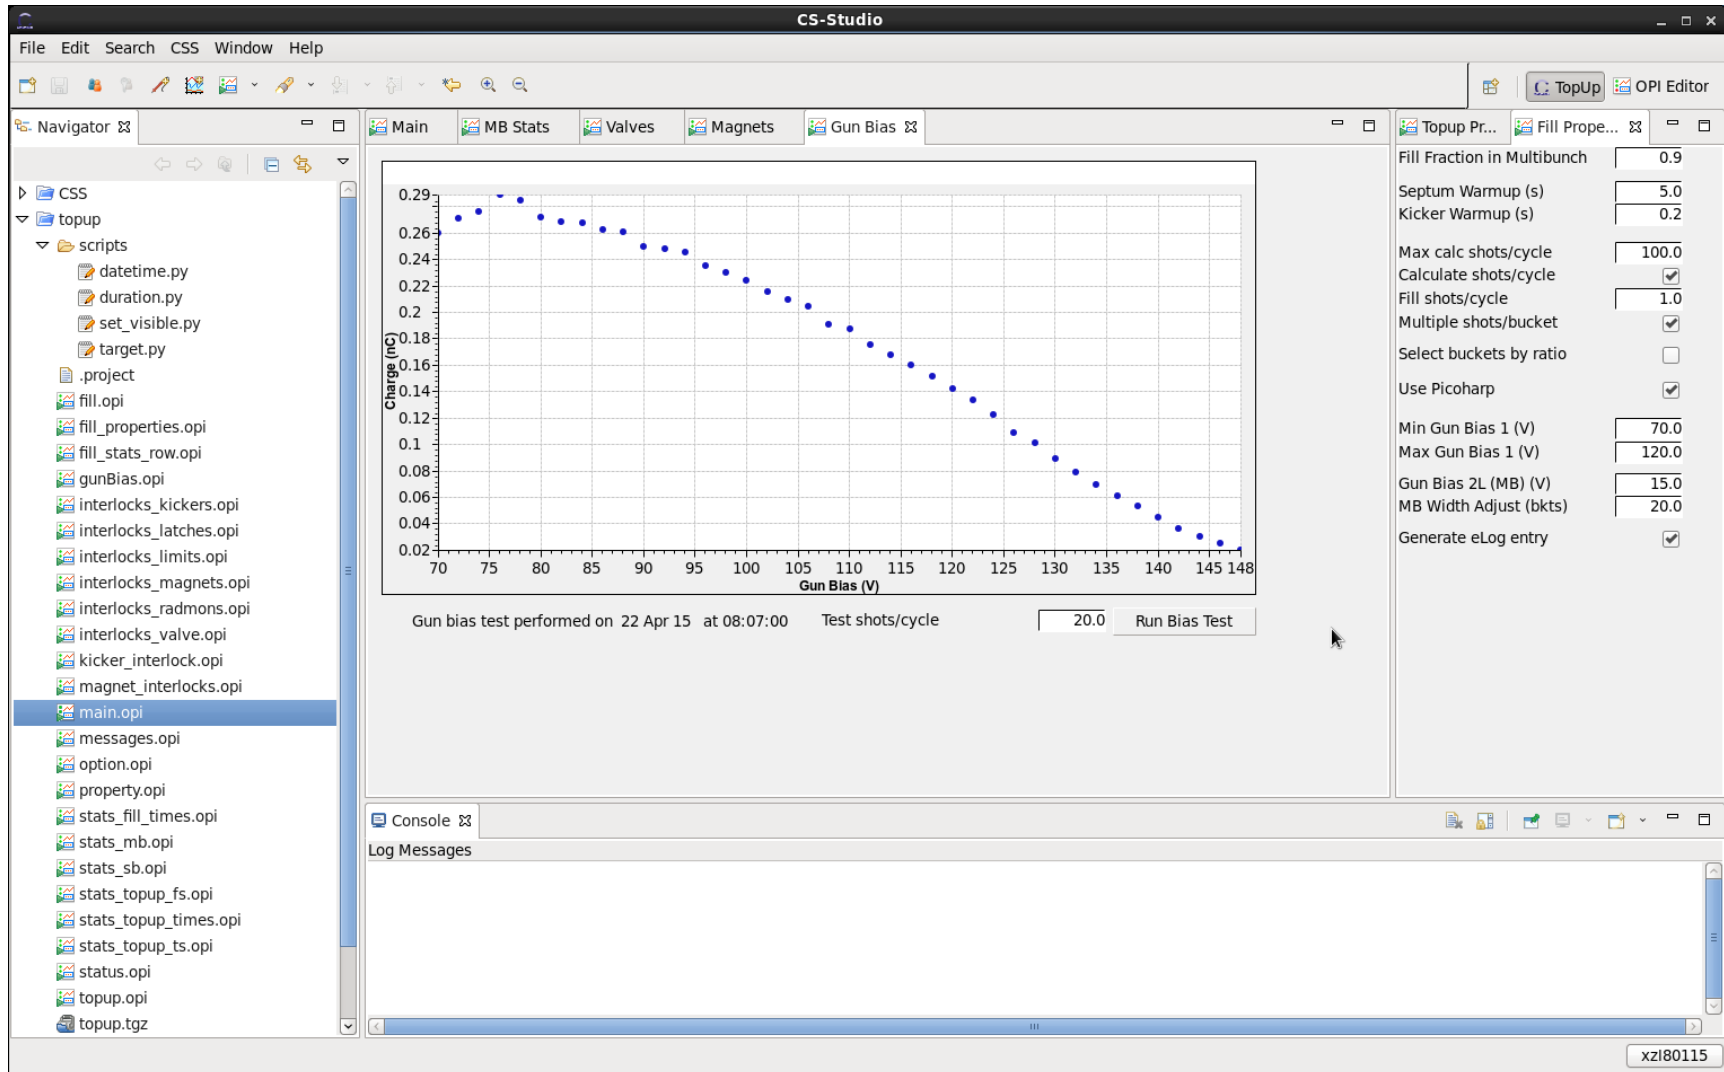 CS-Studio
File Edit Search CSS Window Help
TopUp OPI Editor
Navigator
CSS
topup
scripts
datetime.py
duration.py
set_visible.py
target.py
.project
fill.opi
fill_properties.opi
fill_stats_row.opi
gunBias.opi
interlocks_kickers.opi
interlocks_latches.opi
interlocks_limits.opi
interlocks_magnets.opi
interlocks_radmons.opi
interlocks_valve.opi
kicker_interlock.opi
magnet_interlocks.opi
main.opi
messages.opi
option.opi
property.opi
stats_fill_times.opi
stats_mb.opi
stats_sb.opi
stats_topup_fs.opi
stats_topup_times.opi
stats_topup_ts.opi
status.opi
topup.opi
topup.tgz
Main MB Stats Valves Magnets Gun Bias
0.29
0.26
0.24
0.22
0.2
0.18
0.16
0.14
0.12
0.1
0.08
0.06
0.04
0.02
Charge (nC)
70 75 80 85 90 95 100 105 110 115 120 125 130 135 140 145 148
Gun Bias (V)
Gun bias test performed on 22 Apr 15 at 08:07:00 Test shots/cycle 20.0 Run Bias Test
Topup Pr... Fill Prope...
Fill Fraction in Multibunch 0.9
Septum Warmup (s) 5.0
Kicker Warmup (s) 0.2
Max calc shots/cycle 100.0
Calculate shots/cycle
Fill shots/cycle 1.0
Multiple shots/bucket
Select buckets by ratio
Use Picoharp
Min Gun Bias 1 (V) 70.0
Max Gun Bias 1 (V) 120.0
Gun Bias 2L (MB) (V) 15.0
MB Width Adjust (bkts) 20.0
Generate eLog entry
Console
Log Messages
xzl80115